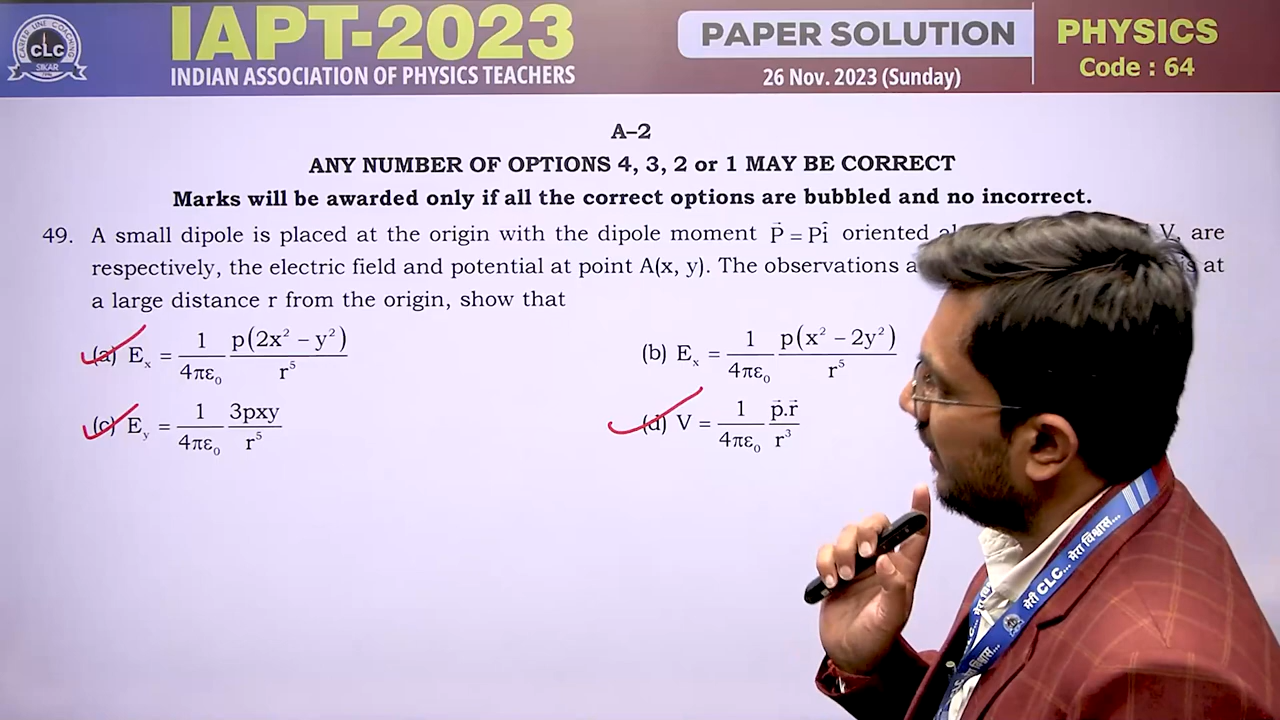 CAREER LINE COACHING
CLC
SIKAR
IAPT-2023
INDIAN ASSOCIATION OF PHYSICS TEACHERS
PAPER SOLUTION
26 Nov. 2023 (Sunday)
PHYSICS
Code : 64
A–2
ANY NUMBER OF OPTIONS 4, 3, 2 or 1 MAY BE CORRECT
Marks will be awarded only if all the correct options are bubbled and no incorrect.
49. A small dipole is placed at the origin with the dipole moment P⃗ = Pî oriented V, are
respectively, the electric field and potential at point A(x, y). The observations at
a large distance r from the origin, show that
(a) Eₓ = 1/4πε₀ p(2x² – y²)/r⁵
(b) Eₓ = 1/4πε₀ p(x² – 2y²)/r⁵
(c) E_y = 1/4πε₀ 3pxy/r⁵
(d) V = 1/4πε₀ p⃗.r⃗/r³
मेरी CLC... मेरा विश्वास...